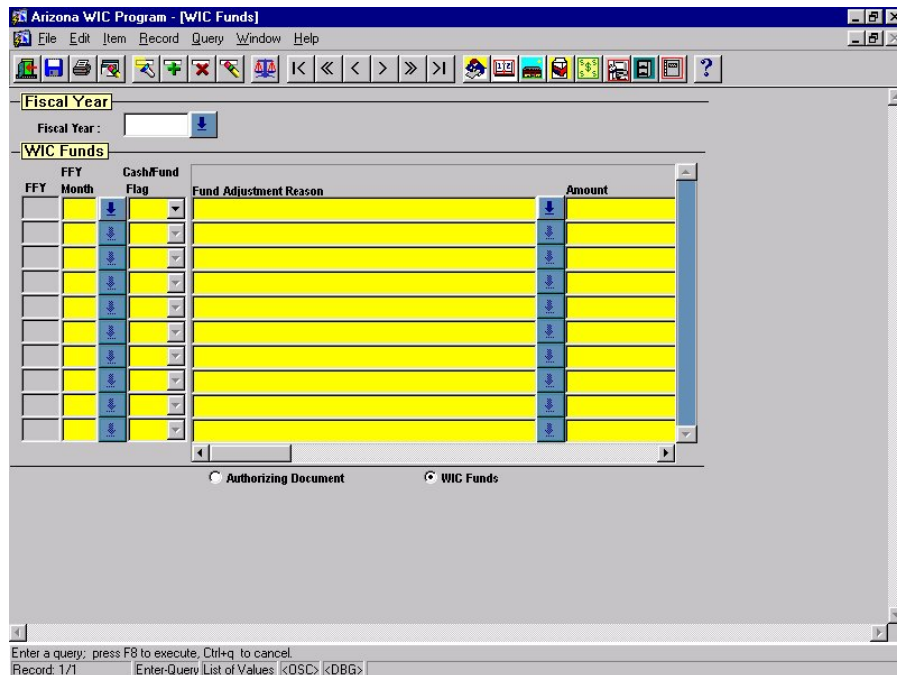 Arizona WIC Program - [WIC Funds]
File Edit Item Record Query Window Help
Fiscal Year
Fiscal Year :
WIC Funds
FFY Cash/Fund
FFY Month Flag Fund Adjustment Reason Amount
Authorizing Document WIC Funds
Enter a query; press F8 to execute, Ctrl+q to cancel.
Record: 1/1 Enter-Query List of Values <OSC> <DBG>